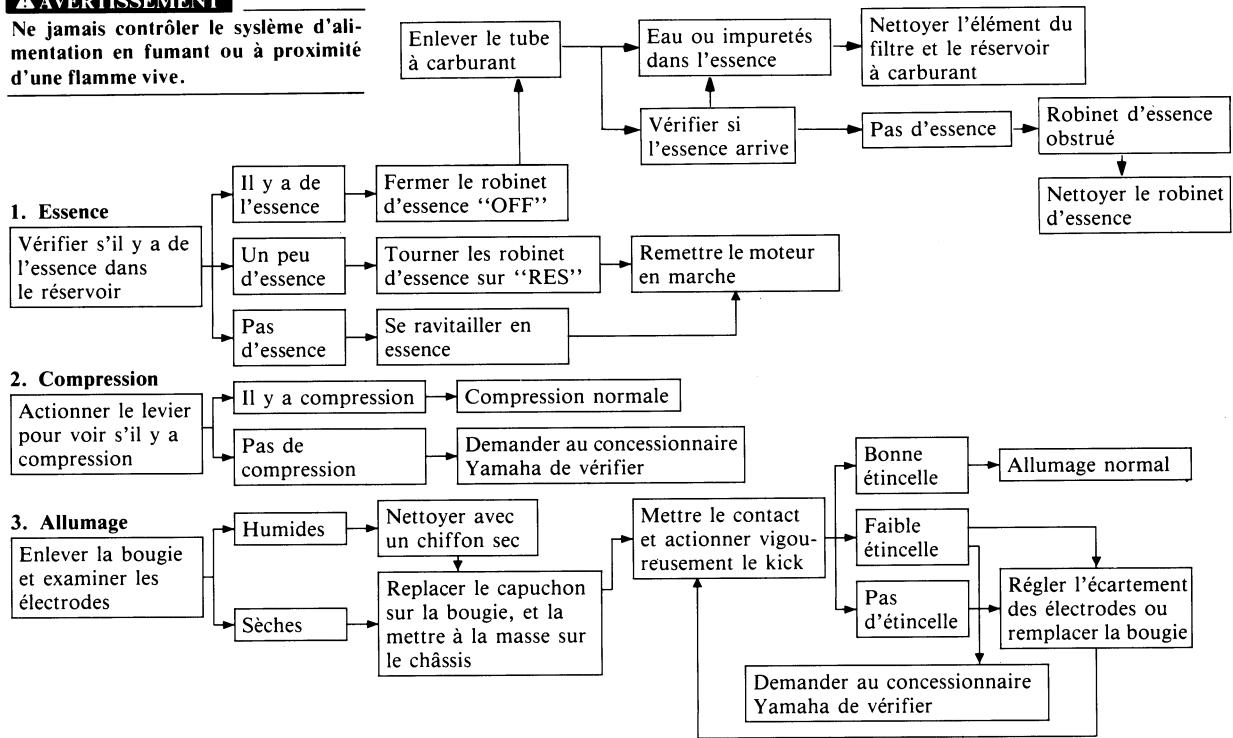 AVERTISSEMENT
Ne jamais contrôler le syslème d'ali-
mentation en fumant ou à proximité
d'une flamme vive.
Enlever le tube
à carburant
Eau ou impuretés
dans l'essence
Nettoyer l'élément du
filtre et le réservoir
à carburant
Vérifier si
l'essence arrive
Pas d'essence
Robinet d'essence
obstrué
Nettoyer le robinet
d'essence
1. Essence
Vérifier s'il y a de
l'essence dans
le réservoir
Il y a de
l'essence
Fermer le robinet
d'essence "OFF"
Un peu
d'essence
Tourner les robinet
d'essence sur "RES"
Remettre le moteur
en marche
Pas
d'essence
Se ravitailler en
essence
2. Compression
Actionner le levier
pour voir s'il y a
compression
Il y a compression
Compression normale
Pas de
compression
Demander au concessionnaire
Yamaha de vérifier
3. Allumage
Enlever la bougie
et examiner les
électrodes
Humides
Nettoyer avec
un chiffon sec
Sèches
Replacer le capuchon
sur la bougie, et la
mettre à la masse sur
le châssis
Mettre le contact
et actionner vigou-
reusement le kick
Bonne
étincelle
Allumage normal
Faible
étincelle
Pas
d'étincelle
Régler l'écartement
des électrodes ou
remplacer la bougie
Demander au concessionnaire
Yamaha de vérifier